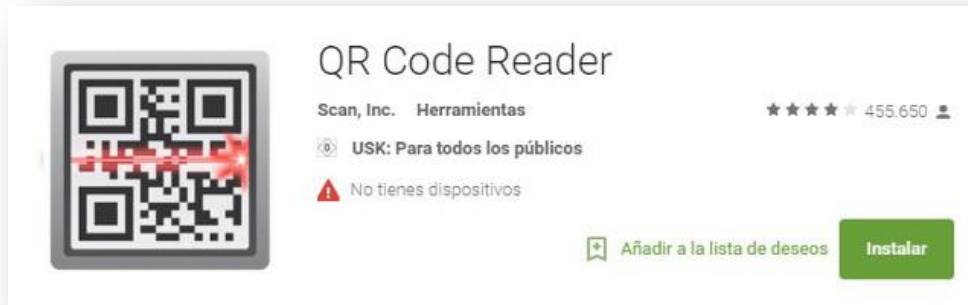 QR Code Reader
Scan, Inc. Herramientas 455.650
USK: Para todos los públicos
No tienes dispositivos
Añadir a la lista de deseos Instalar